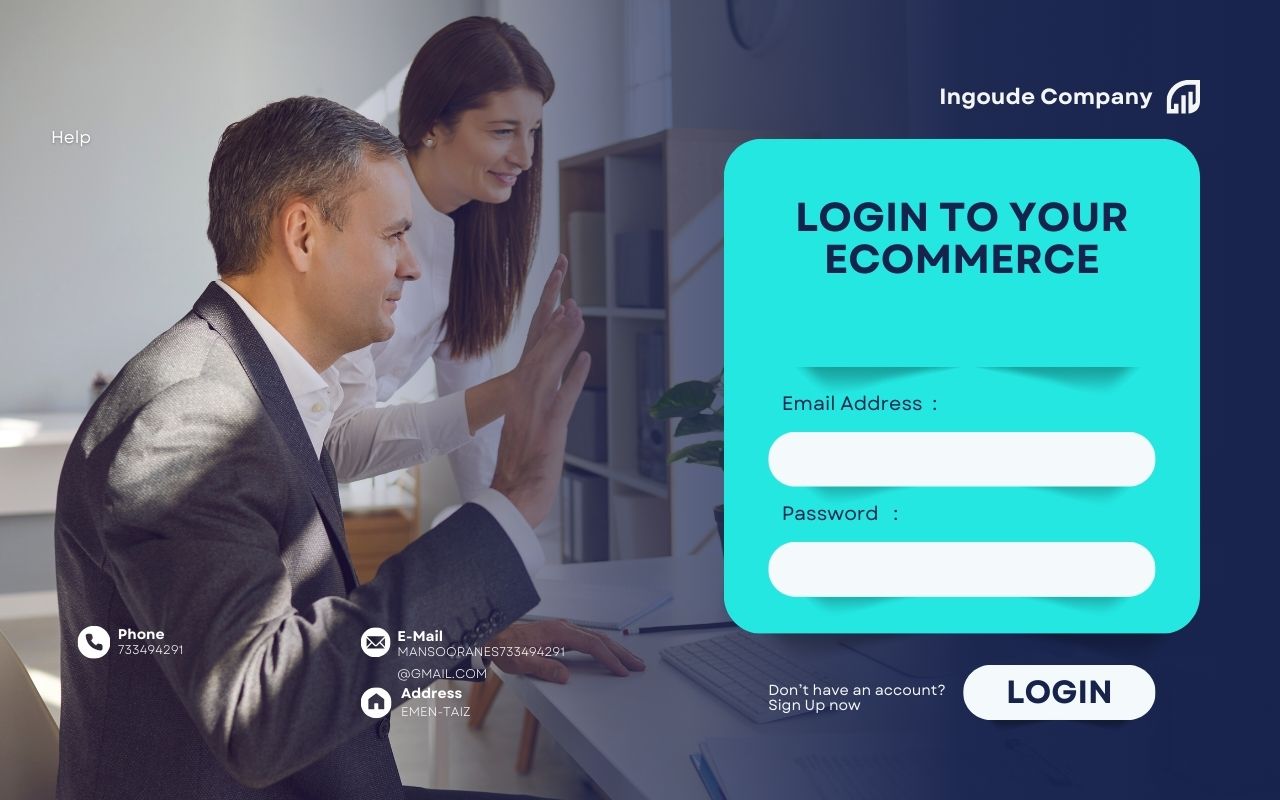 Ingoude Company
Help
LOGIN TO YOUR
ECOMMERCE
Email Address :
Password :
Phone
733494291
E-Mail
MANSOORANES733494291
@GMAIL.COM
Address
EMEN-TAIZ
Don't have an account?
Sign Up now
LOGIN